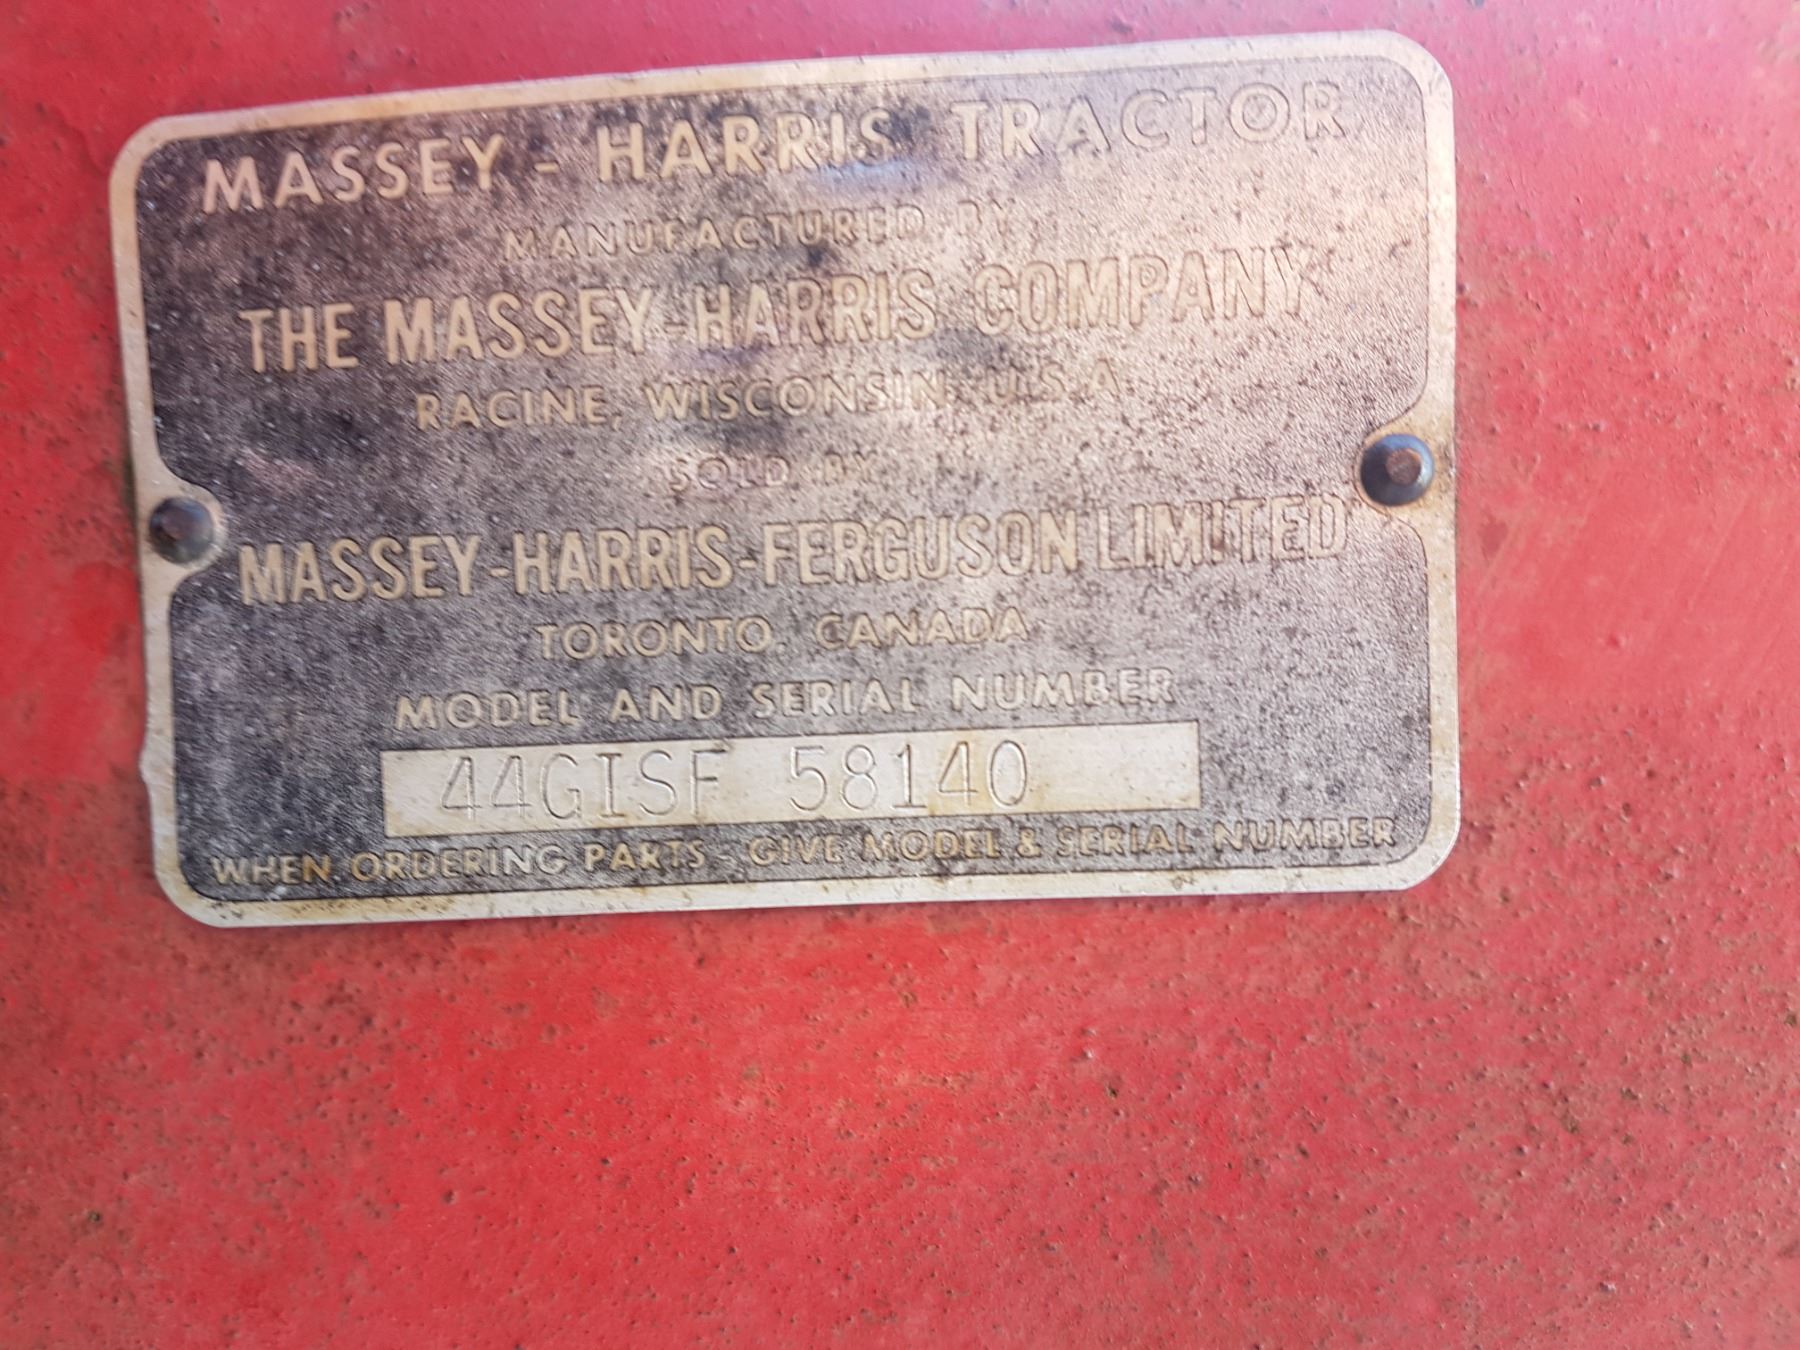 MASSEY - HARRIS TRACTOR
MANUFACTURED BY
THE MASSEY-HARRIS COMPANY
RACINE, WISCONSIN, U.S.A.
SOLD BY
MASSEY-HARRIS-FERGUSON LIMITED
TORONTO, CANADA
MODEL AND SERIAL NUMBER
44GISF 58140
WHEN ORDERING PARTS - GIVE MODEL & SERIAL NUMBER